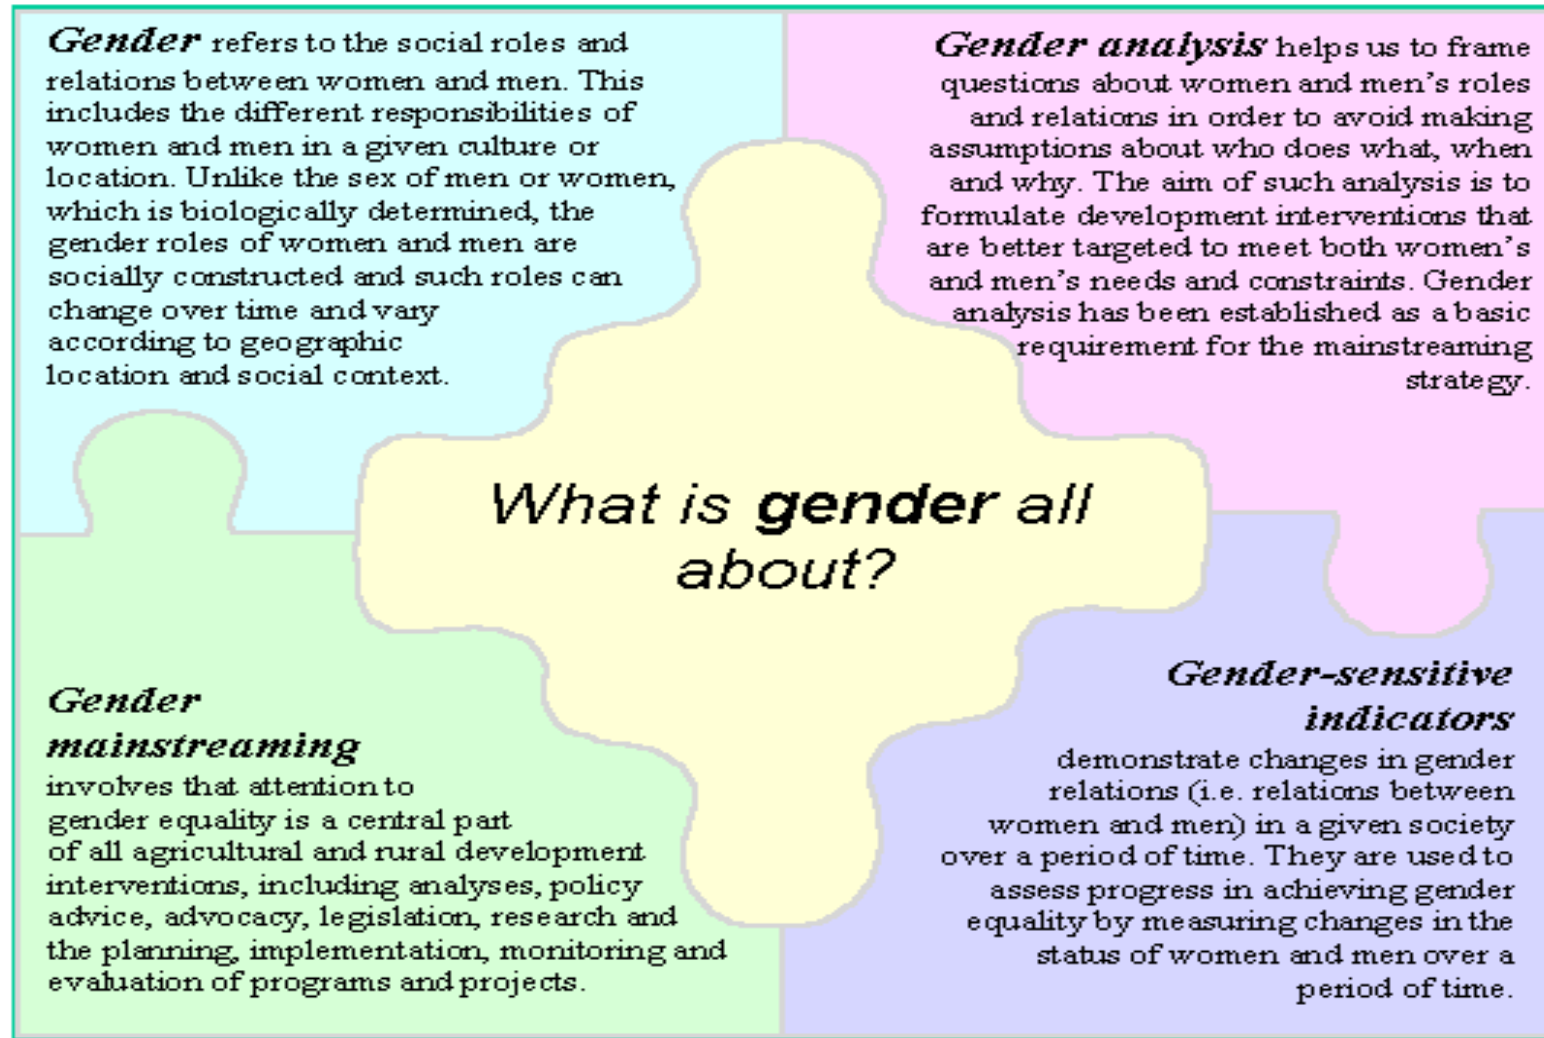 Gender refers to the social roles and
relations between women and men. This
includes the different responsibilities of
women and men in a given culture or
location. Unlike the sex of men or women,
which is biologically determined, the
gender roles of women and men are
socially constructed and such roles can
change over time and vary
according to geographic
location and social context.
Gender analysis helps us to frame
questions about women and men's roles
and relations in order to avoid making
assumptions about who does what, when
and why. The aim of such analysis is to
formulate development interventions that
are better targeted to meet both women's
and men's needs and constraints. Gender
analysis has been established as a basic
requirement for the mainstreaming
strategy.
What is gender all
about?
Gender
mainstreaming
involves that attention to
gender equality is a central part
of all agricultural and rural development
interventions, including analyses, policy
advice, advocacy, legislation, research and
the planning, implementation, monitoring and
evaluation of programs and projects.
Gender-sensitive
indicators
demonstrate changes in gender
relations (i.e. relations between
women and men) in a given society
over a period of time. They are used to
assess progress in achieving gender
equality by measuring changes in the
status of women and men over a
period of time.